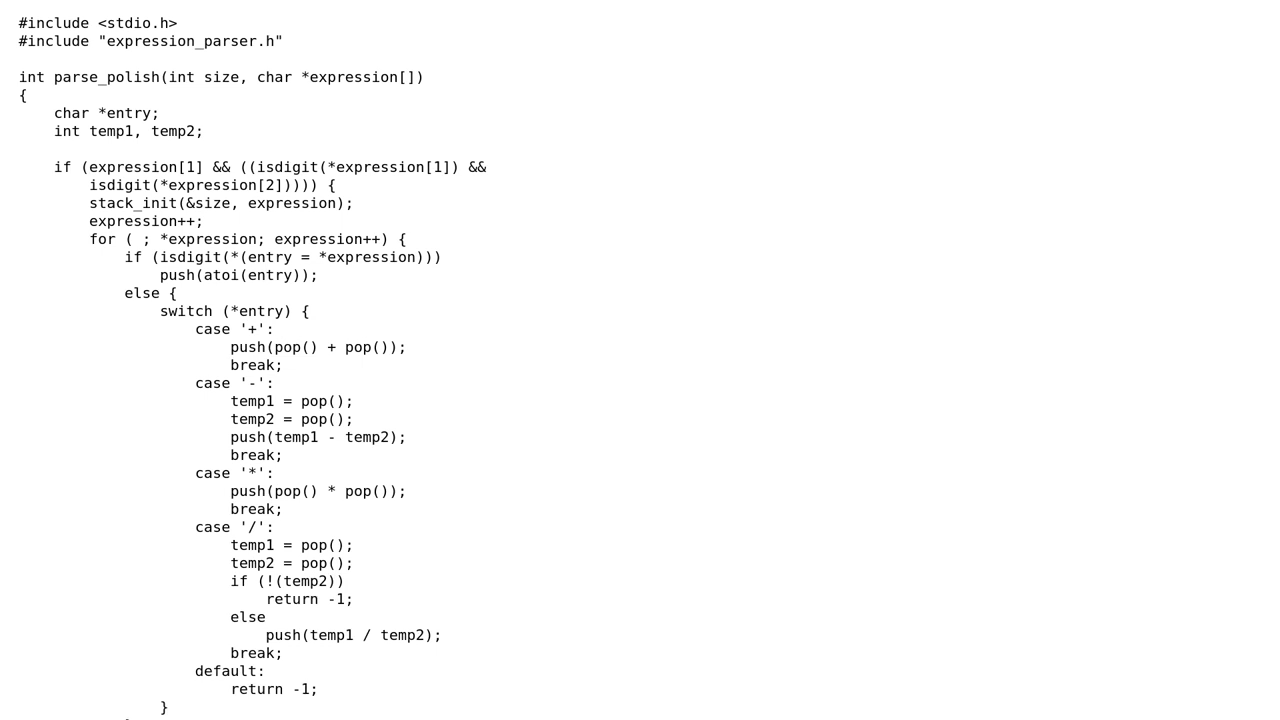 #include <stdio.h>
#include "expression_parser.h"

int parse_polish(int size, char *expression[])
{
    char *entry;
    int temp1, temp2;

    if (expression[1] && ((isdigit(*expression[1]) &&
        isdigit(*expression[2])))) {
        stack_init(&size, expression);
        expression++;
        for ( ; *expression; expression++) {
            if (isdigit(*(entry = *expression)))
                push(atoi(entry));
            else {
                switch (*entry) {
                    case '+':
                        push(pop() + pop());
                        break;
                    case '-':
                        temp1 = pop();
                        temp2 = pop();
                        push(temp1 - temp2);
                        break;
                    case '*':
                        push(pop() * pop());
                        break;
                    case '/':
                        temp1 = pop();
                        temp2 = pop();
                        if (!(temp2))
                            return -1;
                        else
                            push(temp1 / temp2);
                        break;
                    default:
                        return -1;
                }